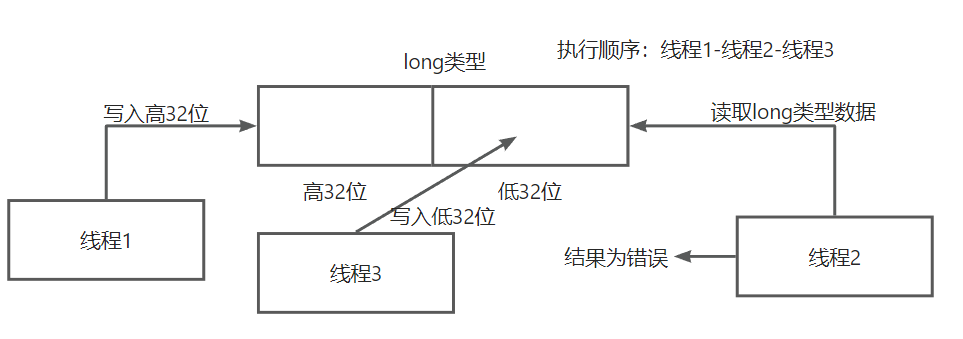 执行顺序：线程1-线程2-线程3
long类型
写入高32位
读取long类型数据
高32位
低32位
写入低32位
线程1
线程3
结果为错误
线程2